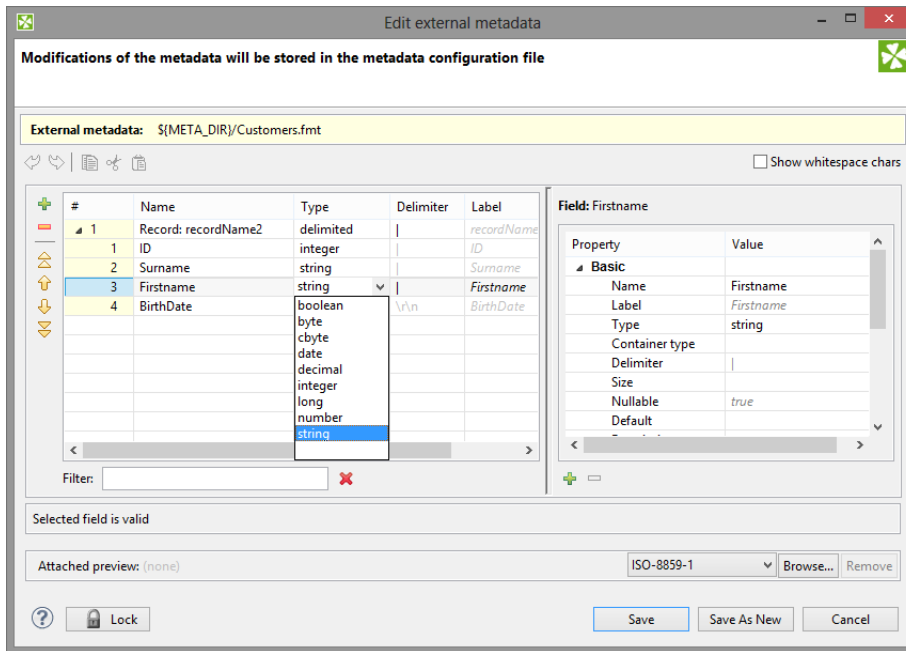 Edit external metadata
Modifications of the metadata will be stored in the metadata configuration file
External metadata: ${META_DIR}/Customers.fmt
Show whitespace chars
# Name Type Delimiter Label
1 Record: recordName2 delimited | recordName
1 ID integer | ID
2 Surname string | Surname
3 Firstname string | Firstname
4 BirthDate \r\n BirthDate
boolean
byte
cbyte
date
decimal
integer
long
number
string
Filter:
Field: Firstname
Property Value
Basic
Name Firstname
Label Firstname
Type string
Container type
Delimiter |
Size
Nullable true
Default
Selected field is valid
Attached preview: (none)
ISO-8859-1 Browse... Remove
? Lock Save Save As New Cancel